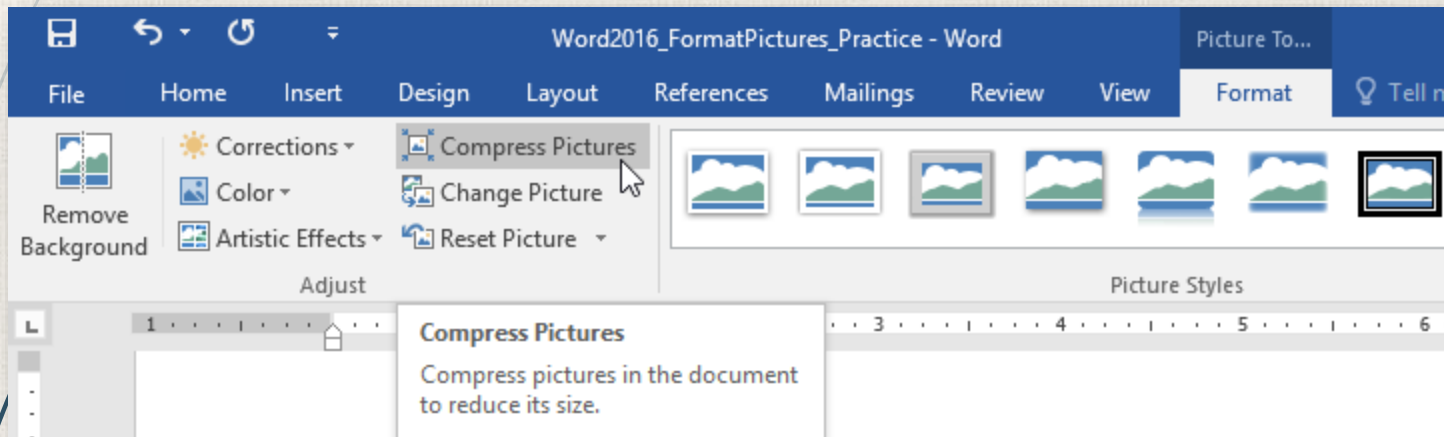 Word2016_FormatPictures_Practice - Word Picture To...
File Home Insert Design Layout References Mailings Review View Format Tell
Corrections Compress Pictures
Color Change Picture
Remove
Background Artistic Effects Reset Picture
Adjust Picture Styles
1 3 4 5 6
Compress Pictures
Compress pictures in the document
to reduce its size.